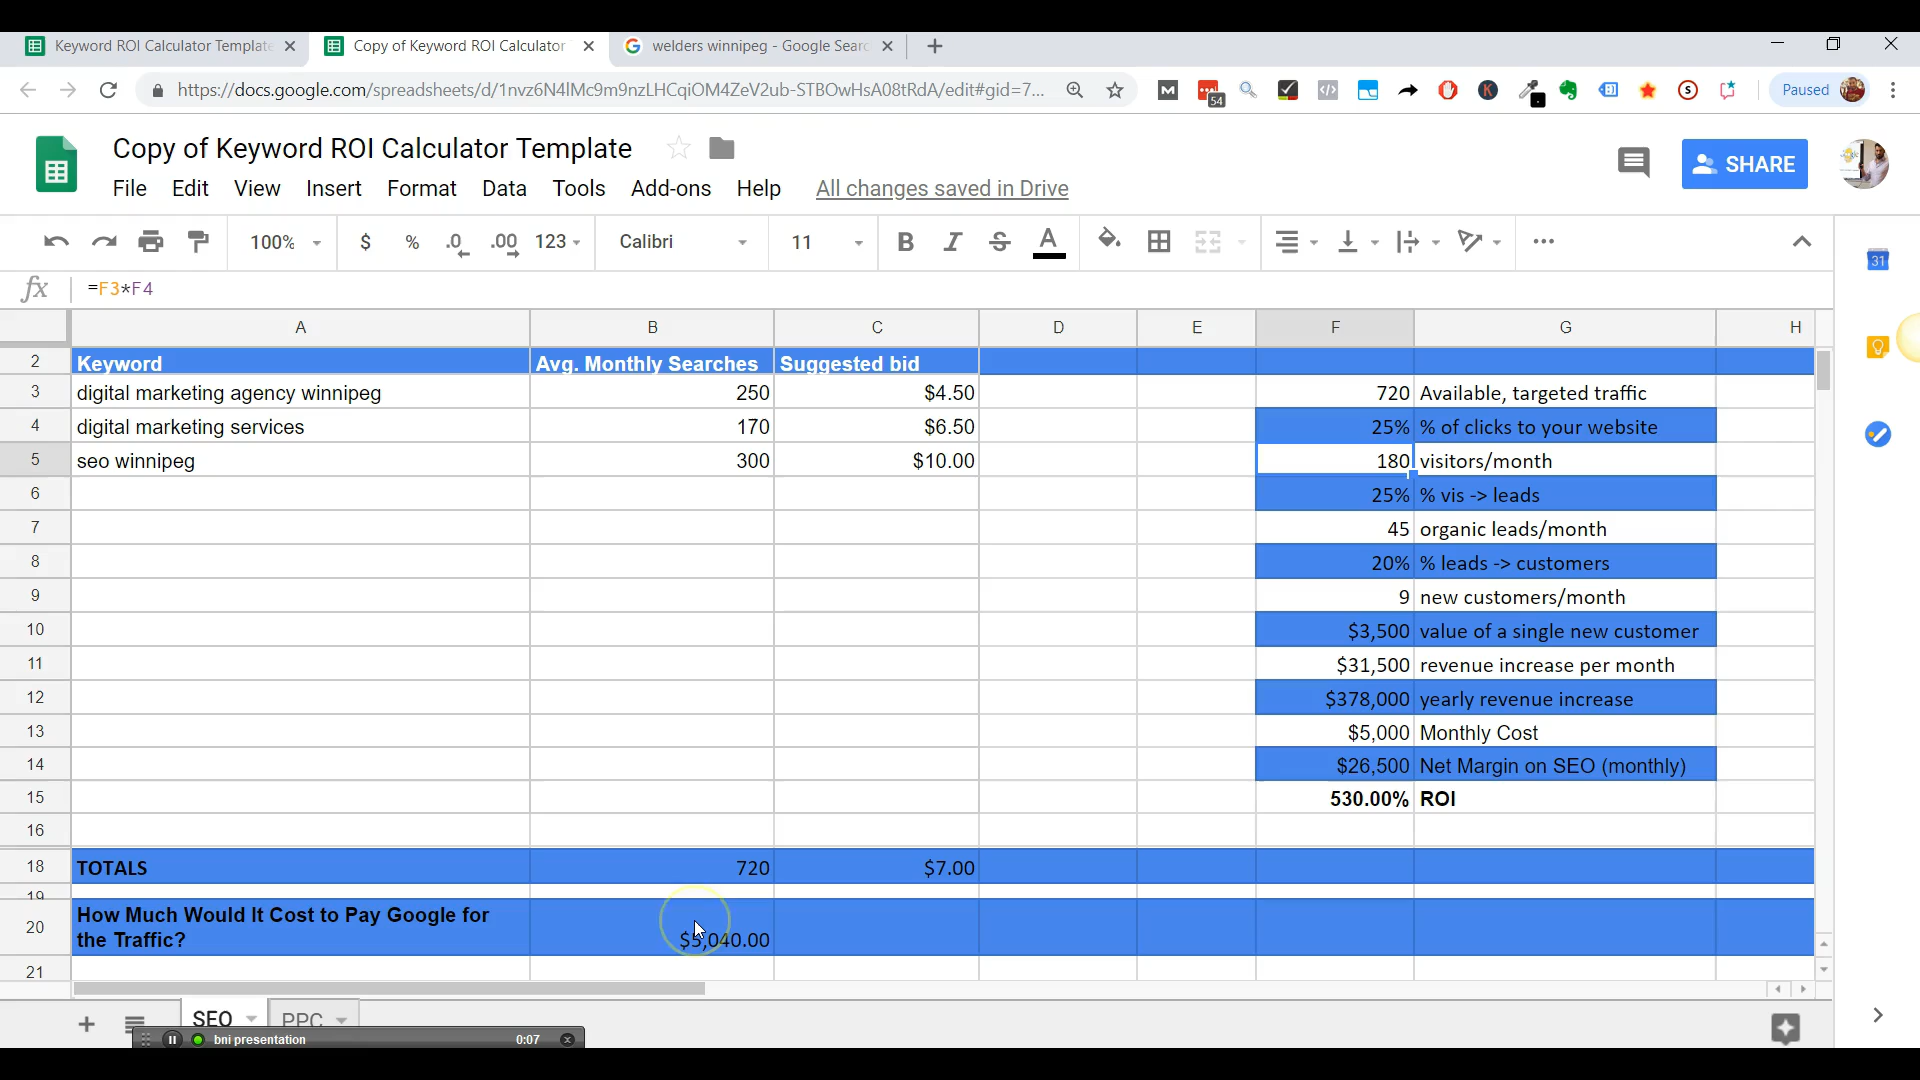 Keyword ROI Calculator Template
Copy of Keyword ROI Calculator
welders winnipeg - Google Searc
https://docs.google.com/spreadsheets/d/1nvz6N4lMc9m9nzLHCqiOM4ZeV2ub-STBOwHsA08tRdA/edit#gid=7...
54
Paused
Copy of Keyword ROI Calculator Template
File Edit View Insert Format Data Tools Add-ons Help All changes saved in Drive
SHARE
100% $ % .0 .00 123 Calibri 11 B I S A
31
fx =F3*F4
A B C D E F G H
2 Keyword Avg. Monthly Searches Suggested bid
3 digital marketing agency winnipeg 250 $4.50 720 Available, targeted traffic
4 digital marketing services 170 $6.50 25% % of clicks to your website
5 seo winnipeg 300 $10.00 180 visitors/month
6 25% % vis -> leads
7 45 organic leads/month
8 20% % leads -> customers
9 9 new customers/month
10 $3,500 value of a single new customer
11 $31,500 revenue increase per month
12 $378,000 yearly revenue increase
13 $5,000 Monthly Cost
14 $26,500 Net Margin on SEO (monthly)
15 530.00% ROI
16
18 TOTALS 720 $7.00
19
20 How Much Would It Cost to Pay Google for
the Traffic? $5,040.00
21
SEO PPC
bni presentation 0:07